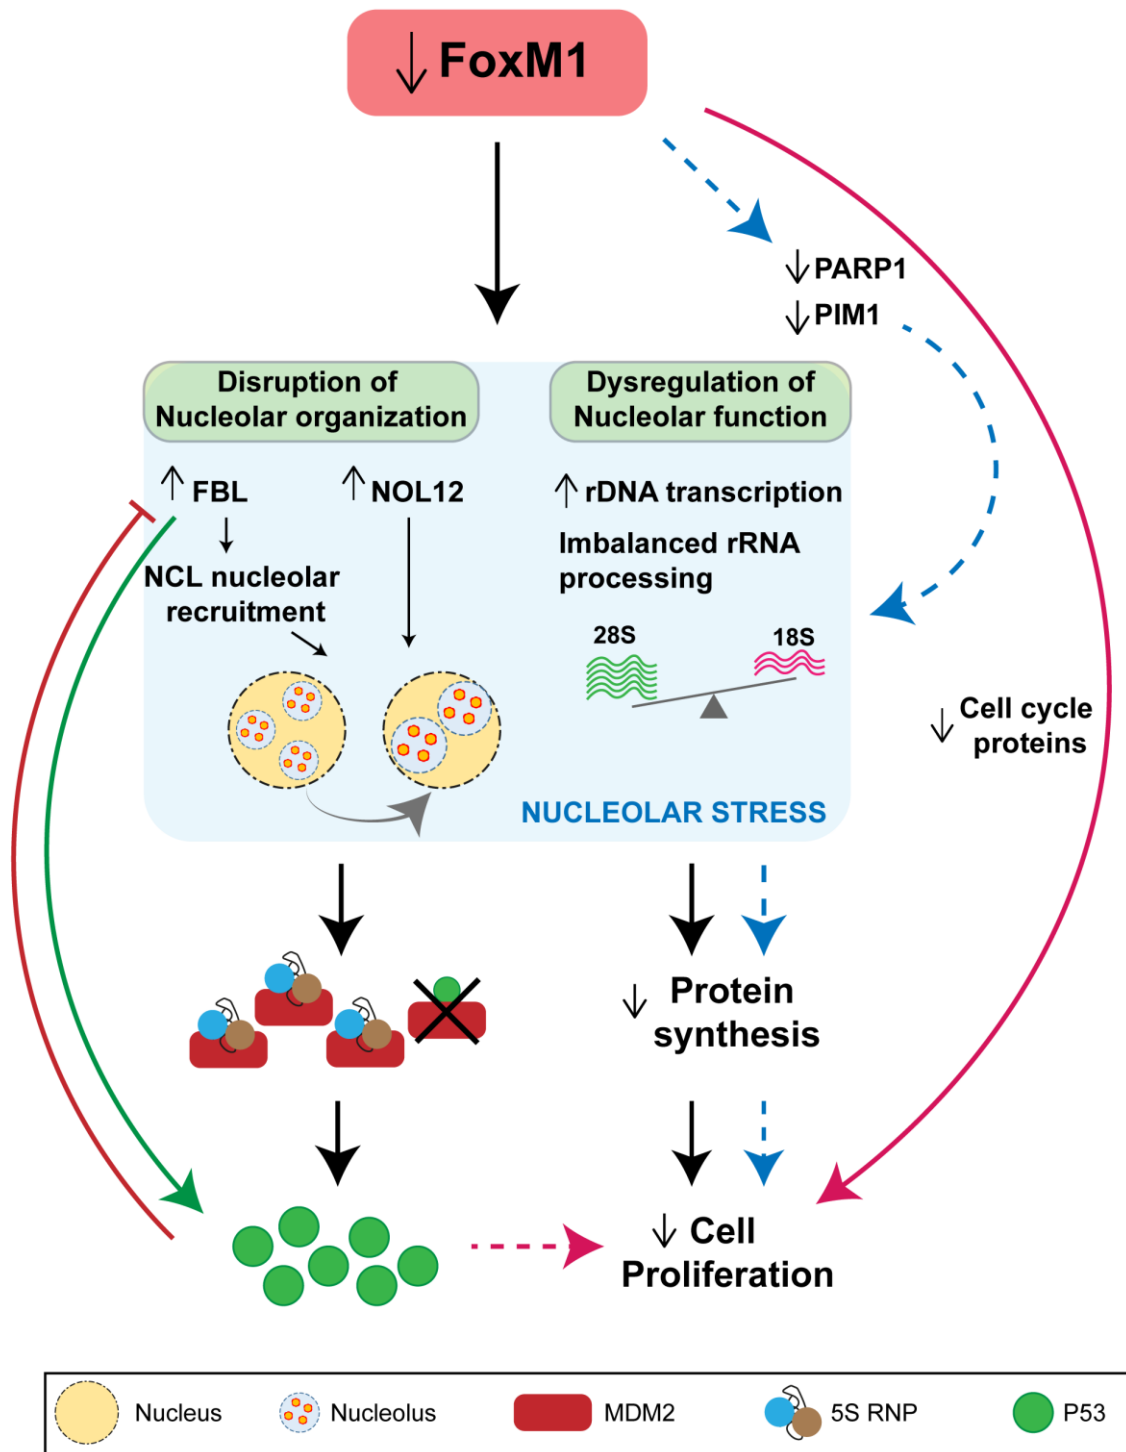 ↓ FoxM1
↓ PARP1
↓ PIM1
Disruption of
Nucleolar organization
Dysregulation of
Nucleolar function
↑ FBL
↑ NOL12
NCL nucleolar
recruitment
↑ rDNA transcription
Imbalanced rRNA
processing
28S
18S
NUCLEOLAR STRESS
↓ Cell cycle
proteins
↓ Protein
synthesis
↓ Cell
Proliferation
Nucleus
Nucleolus
MDM2
5S RNP
P53